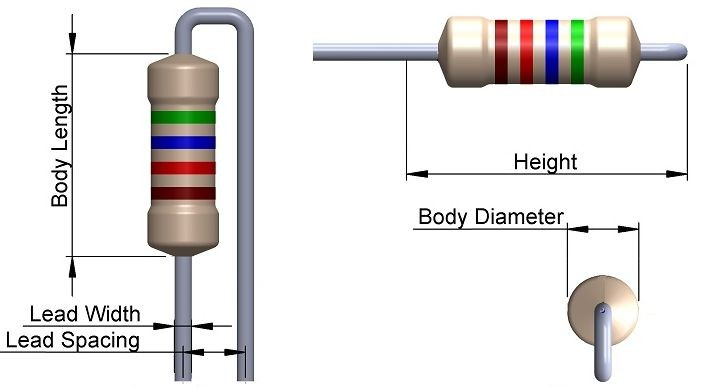 Body Length
Lead Width
Lead Spacing
Height
Body Diameter